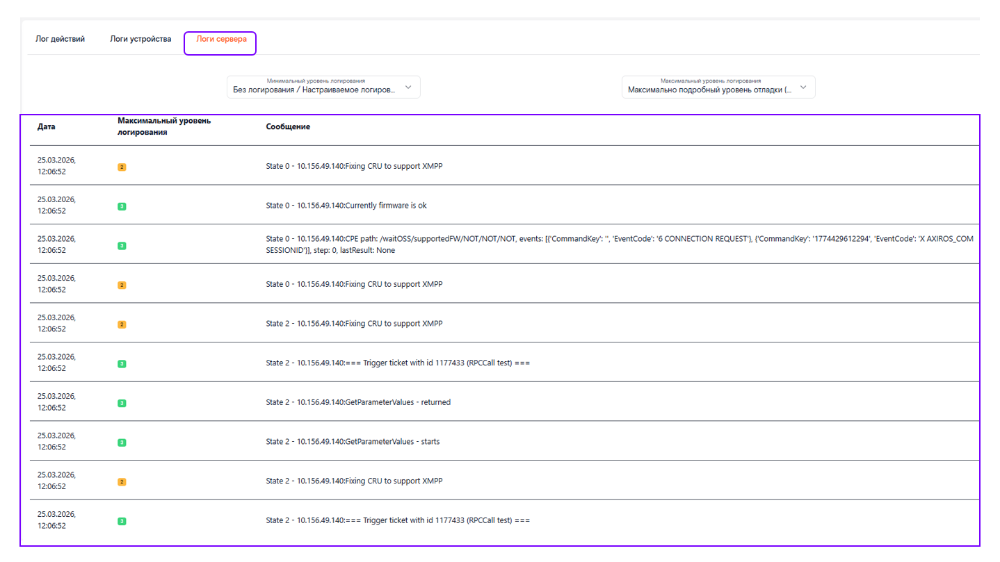 Лог действий Логи устройства Логи сервера
Минимальный уровень логирования Максимальный уровень логирования
Без логирования / Настраиваемое логиров... Максимально подробный уровень отладки (...
Дата Максимальный уровень Сообщение
логирования
25.03.2026,
12:06:52 2 State 0 - 10.156.49.140:Fixing CRU to support XMPP
25.03.2026,
12:06:52 3 State 0 - 10.156.49.140:Currently firmware is ok
25.03.2026, State 0 - 10.156.49.140:CPE path: /waitOSS/supportedFW/NOT/NOT/NOT, events: [{'CommandKey': '', 'EventCode': '6 CONNECTION REQUEST'}, {'CommandKey': '1774429612294', 'EventCode': 'X AXIROS_COM
12:06:52 3 SESSIONID'}], step: 0, lastResult: None
25.03.2026,
12:06:52 2 State 0 - 10.156.49.140:Fixing CRU to support XMPP
25.03.2026,
12:06:52 2 State 2 - 10.156.49.140:Fixing CRU to support XMPP
25.03.2026,
12:06:52 3 State 2 - 10.156.49.140:=== Trigger ticket with id 1177433 (RPCCall test) ===
25.03.2026,
12:06:52 3 State 2 - 10.156.49.140:GetParameterValues - returned
25.03.2026,
12:06:52 3 State 2 - 10.156.49.140:GetParameterValues - starts
25.03.2026,
12:06:52 2 State 2 - 10.156.49.140:Fixing CRU to support XMPP
25.03.2026,
12:06:52 3 State 2 - 10.156.49.140:=== Trigger ticket with id 1177433 (RPCCall test) ===